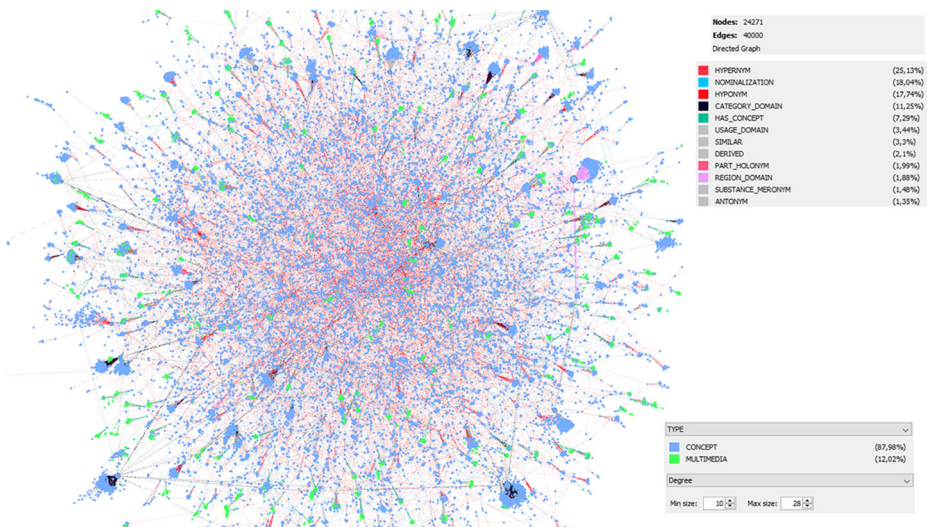 Nodes: 24271
Edges: 40000
Directed Graph
HYPERNYM (25,13%)
NOMINALIZATION (18,04%)
HYPONYM (17,74%)
CATEGORY_DOMAIN (11,25%)
HAS_CONCEPT (7,29%)
USAGE_DOMAIN (3,44%)
SIMILAR (3,3%)
DERIVED (2,1%)
PART_HOLONYM (1,99%)
REGION_DOMAIN (1,88%)
SUBSTANCE_MERONYM (1,48%)
ANTONYM (1,35%)
TYPE
CONCEPT (87,98%)
MULTIMEDIA (12,02%)
Degree
Min size: 10 Max size: 28